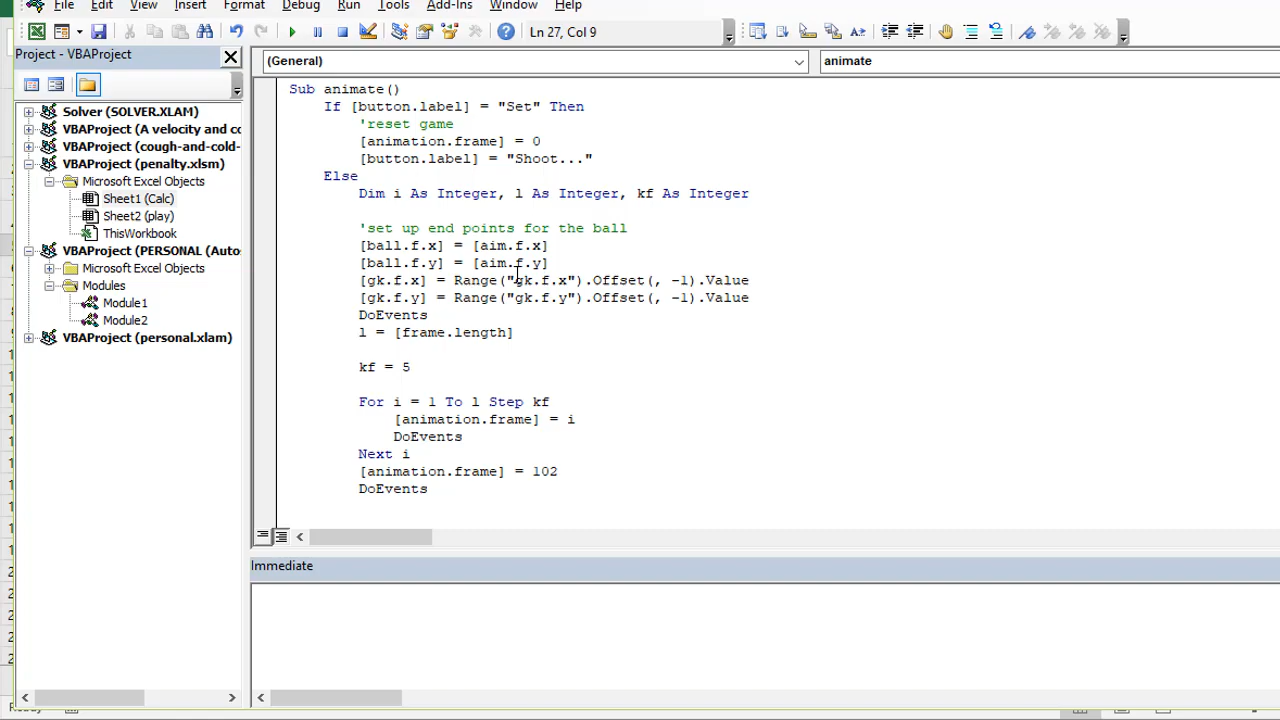 File Edit View Insert Format Debug Run Tools Add-Ins Window Help
Ln 27, Col 9
Project - VBAProject
(General) animate
Solver (SOLVER.XLAM)
VBAProject (A velocity and co
VBAProject (cough-and-cold-
VBAProject (penalty.xlsm)
Microsoft Excel Objects
Sheet1 (Calc)
Sheet2 (play)
ThisWorkbook
VBAProject (PERSONAL (Auto
Microsoft Excel Objects
Modules
Module1
Module2
VBAProject (personal.xlam)
Sub animate()
If [button.label] = "Set" Then
'reset game
[animation.frame] = 0
[button.label] = "Shoot..."
Else
Dim i As Integer, l As Integer, kf As Integer
'set up end points for the ball
[ball.f.x] = [aim.f.x]
[ball.f.y] = [aim.f.y]
[gk.f.x] = Range("gk.f.x").Offset(, -1).Value
[gk.f.y] = Range("gk.f.y").Offset(, -1).Value
DoEvents
l = [frame.length]
kf = 5
For i = 1 To l Step kf
[animation.frame] = i
DoEvents
Next i
[animation.frame] = 102
DoEvents
Immediate